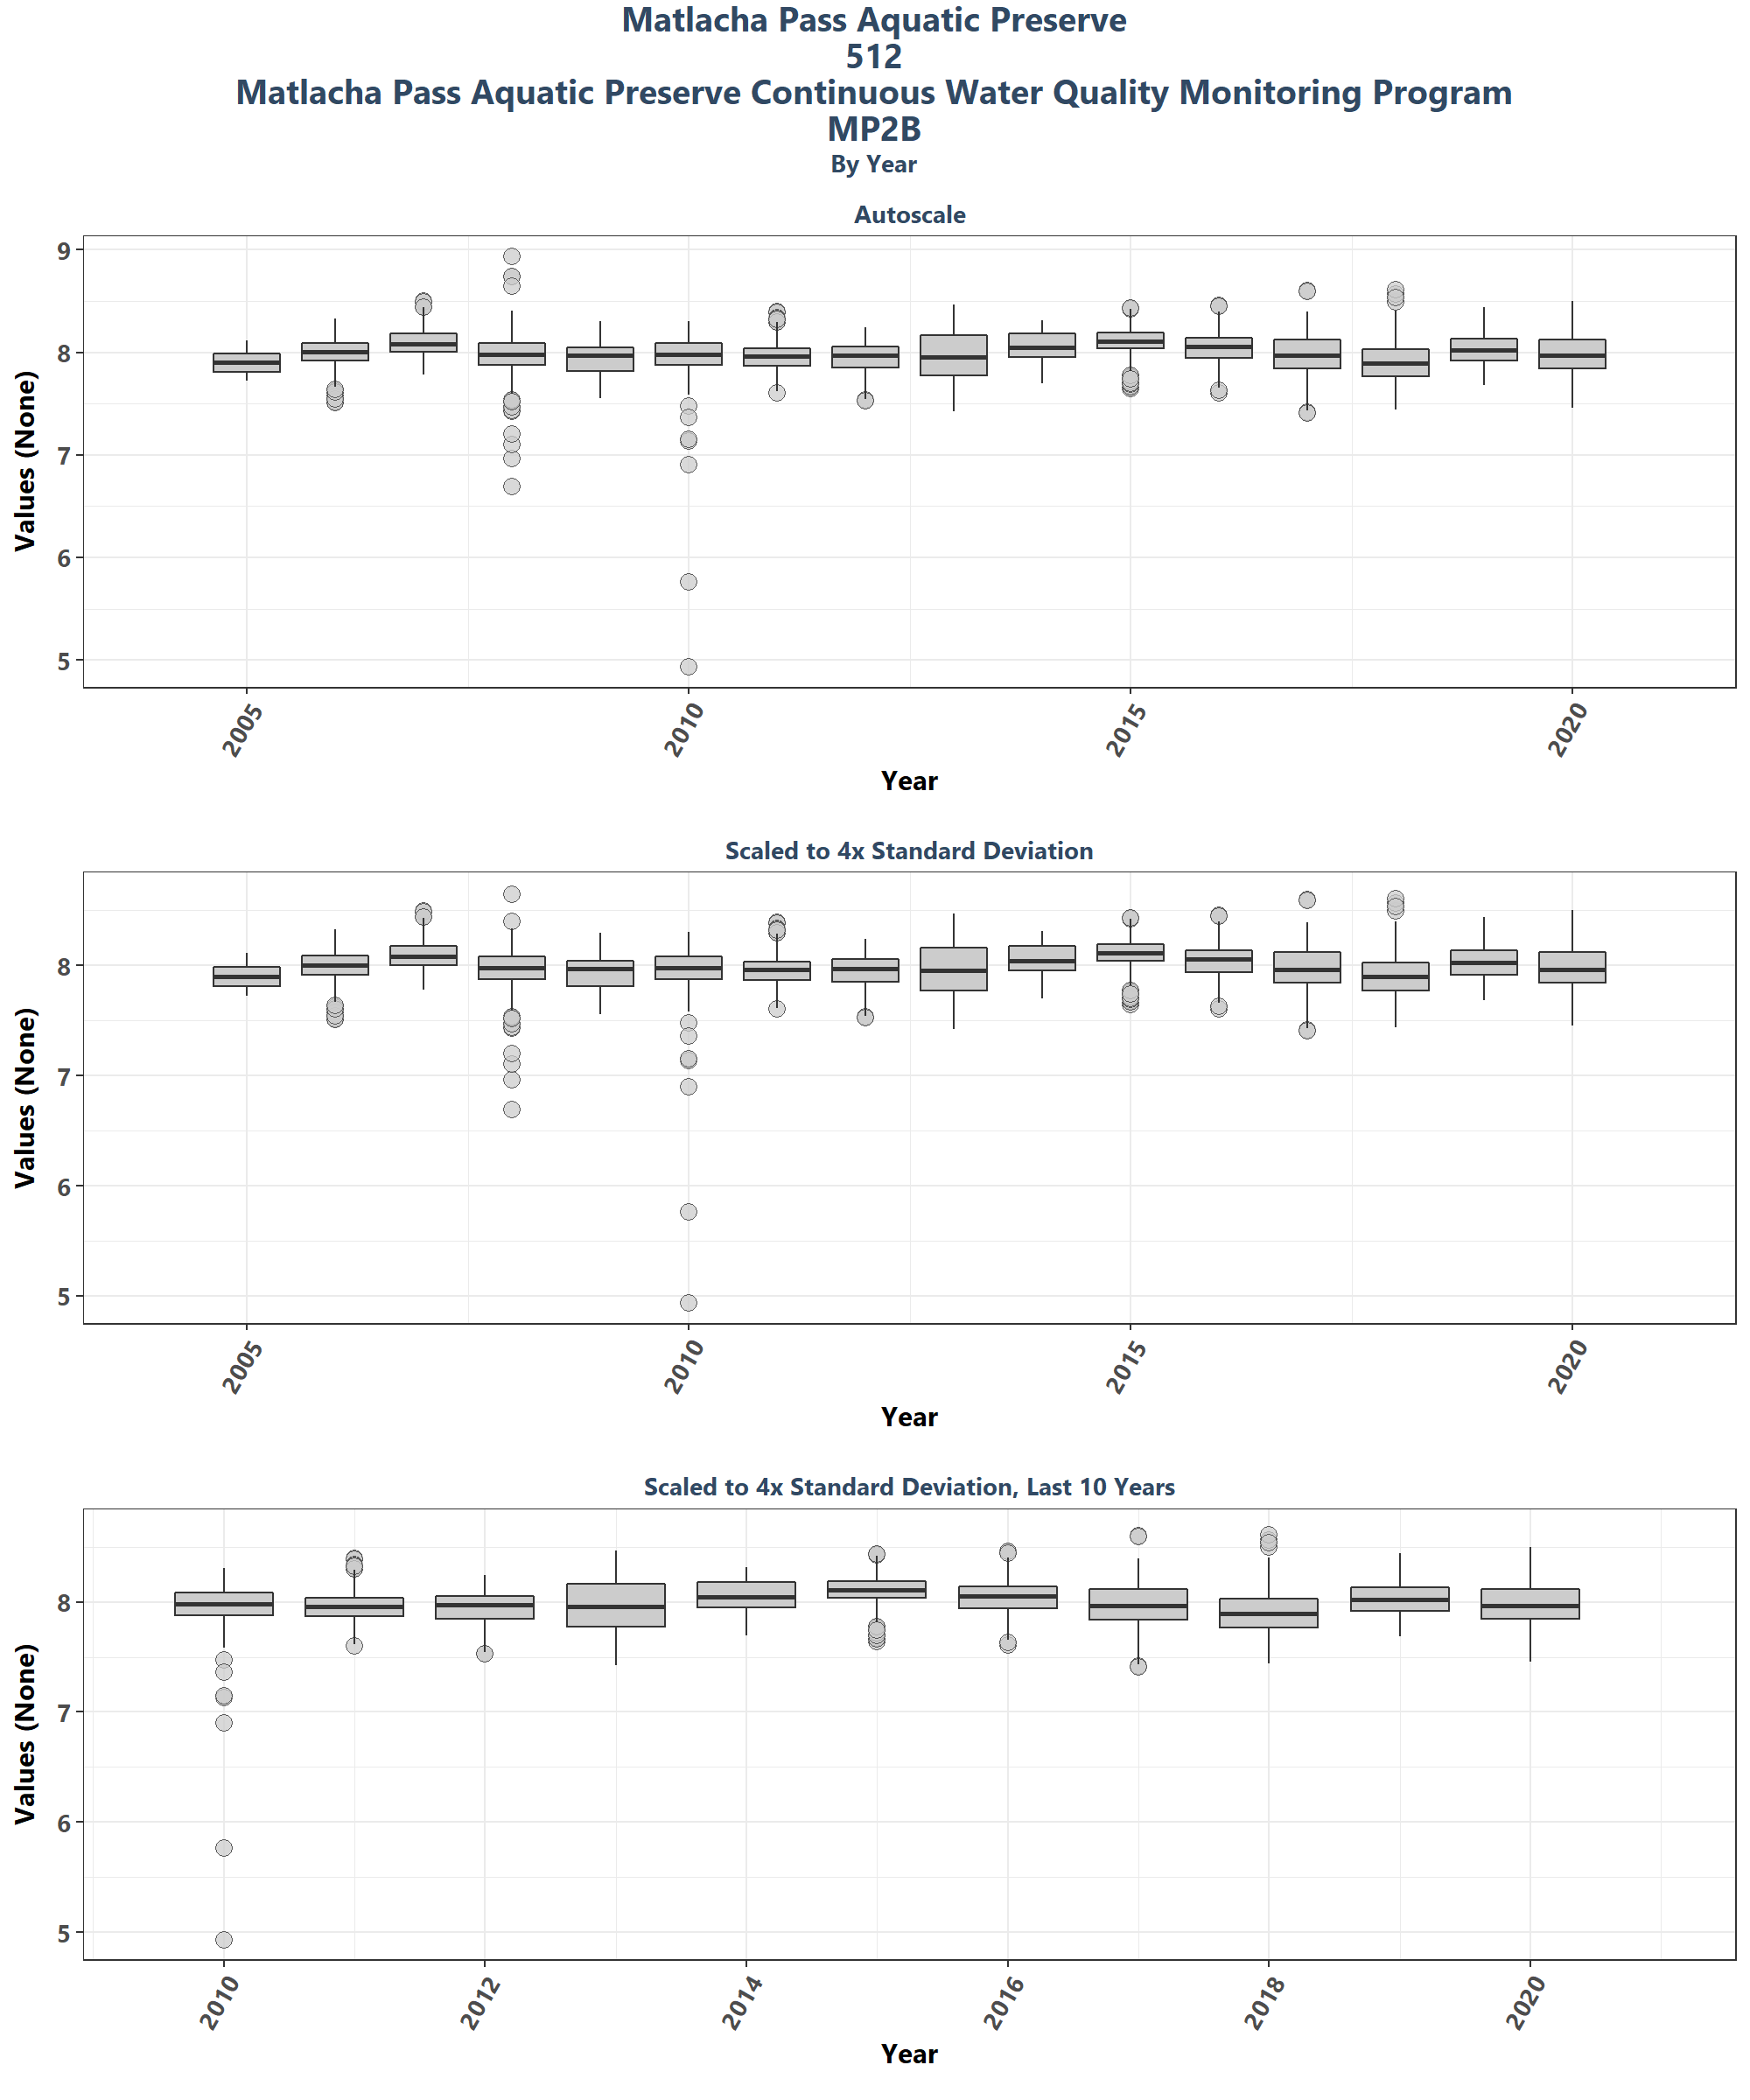 Matlacha Pass Aquatic Preserve
512
Matlacha Pass Aquatic Preserve Continuous Water Quality Monitoring Program
MP2B
By Year
Autoscale
Values (None)
9
8
7
6
5
2005 2010 2015 2020
Year
Scaled to 4x Standard Deviation
Values (None)
8
7
6
5
2005 2010 2015 2020
Year
Scaled to 4x Standard Deviation, Last 10 Years
Values (None)
8
7
6
5
2010 2012 2014 2016 2018 2020
Year